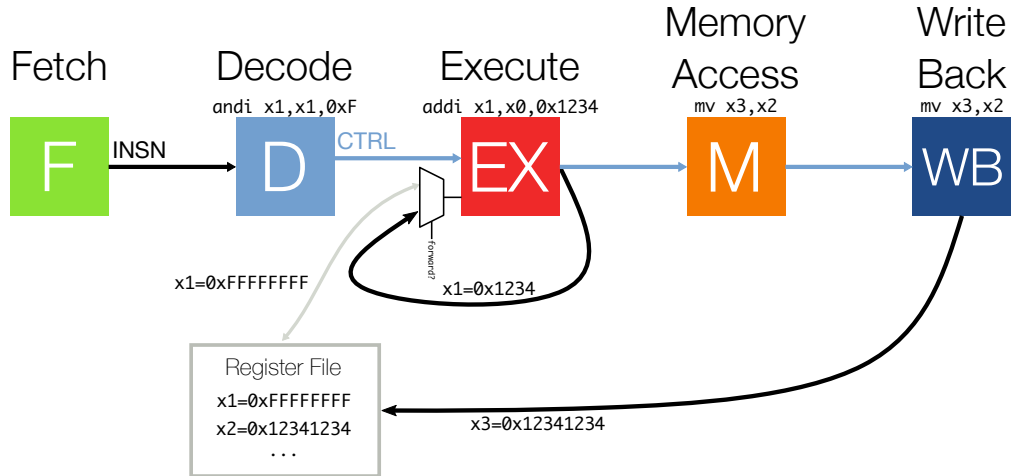 Fetch
Decode
Execute
Memory
Access
Write
Back
andi x1,x1,0xF
addi x1,x0,0x1234
mv x3,x2
mv x3,x2
F
INSN
D
CTRL
EX
M
WB
forward?
x1=0xFFFFFFFF
x1=0x1234
Register File
x1=0xFFFFFFFF
x2=0x12341234
...
x3=0x12341234